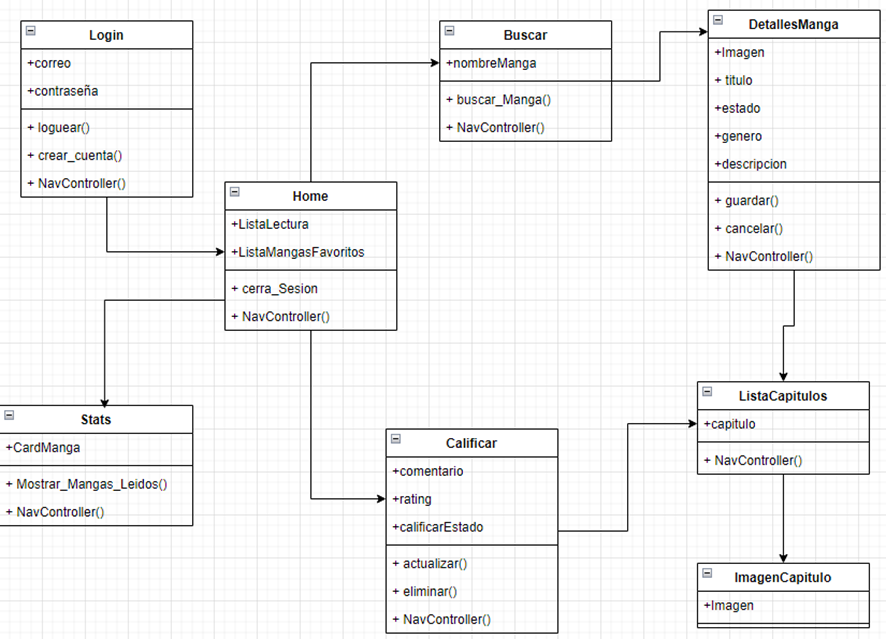 Login
+correo
+contraseña
+ loguear()
+ crear_cuenta()
+ NavController()
Buscar
+nombreManga
+ buscar_Manga()
+ NavController()
DetallesManga
+Imagen
+ titulo
+estado
+genero
+descripcion
+ guardar()
+ cancelar()
+ NavController()
Home
+ListaLectura
+ListaMangasFavoritos
+ cerra_Sesion
+ NavController()
Stats
+CardManga
+ Mostrar_Mangas_Leidos()
+ NavController()
Calificar
+comentario
+rating
+calificarEstado
+ actualizar()
+ eliminar()
+ NavController()
ListaCapitulos
+capitulo
+ NavController()
ImagenCapitulo
+Imagen